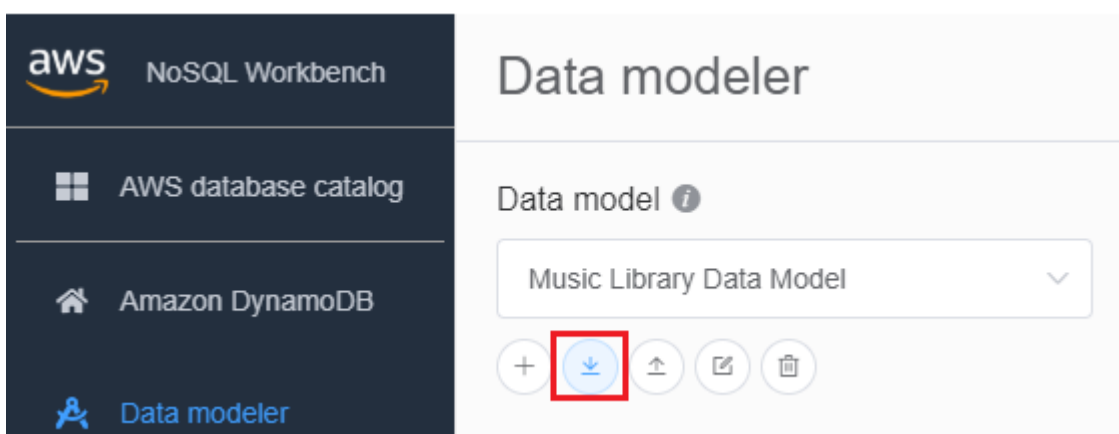 aws
NoSQL Workbench
AWS database catalog
Amazon DynamoDB
Data modeler
Data modeler
Data model i
Music Library Data Model